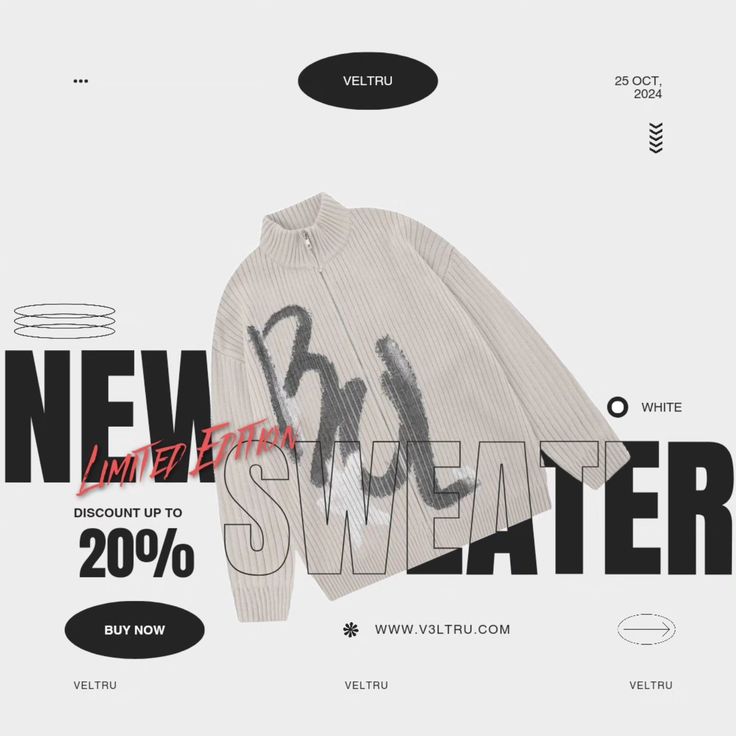 •••
VELTRU
25 OCT,
2024
NEW
WHITE
Limited Edition
SWEATER
DISCOUNT UP TO
20%
BUY NOW
WWW.V3LTRU.COM
VELTRU
VELTRU
VELTRU